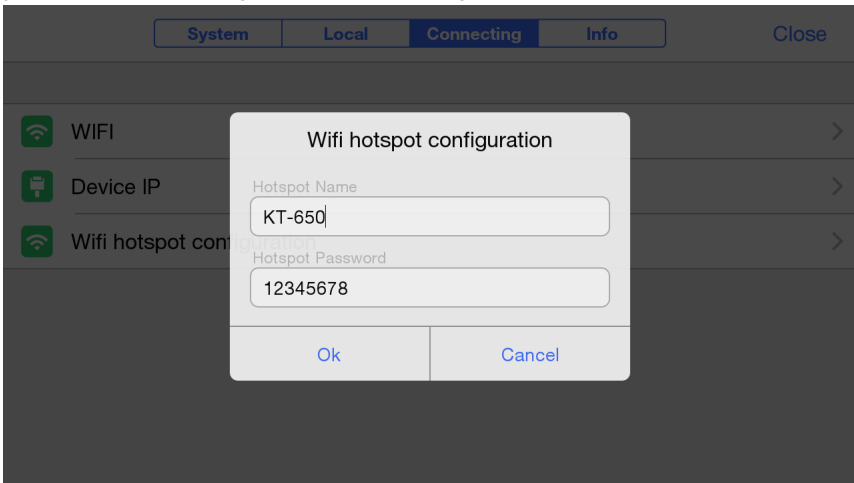 System Local Connecting Info Close
WIFI
Device IP
Wifi hotspot configuration
Wifi hotspot configuration
Hotspot Name
KT-650
Hotspot Password
12345678
Ok Cancel